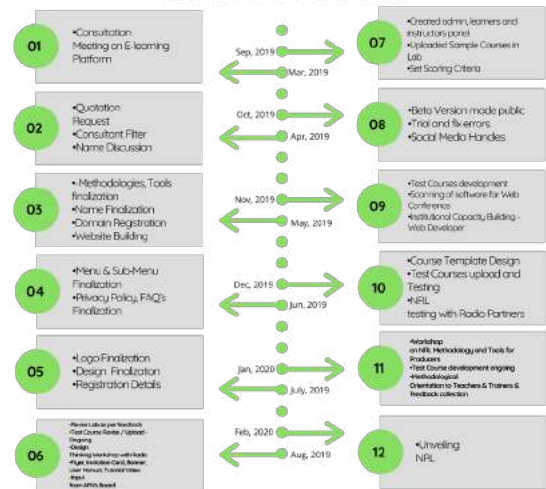 01
•Consultation
Meeting on E-learning
Platform
02
•Quotation
Request
•Consultant Filter
•Name Discussion
03
•-Methodologies, Tools
finalization
•Name Finalization
•Domain Registration
•Website Building
04
•Menu & Sub-Menu
Finalization
•Privacy Policy, FAQ's
Finalization
05
•Logo Finalization
•Design Finalization
•Registration Details
06
•Revise Lab as per feedback
•Test Course Revise / Upload -
Ongoing
•Design
Thinking Workshop with Radio
•Flyer, Invitation Card, Banner,
User Manual, Tutorial Video
•Input
from APN's Board
Sep, 2019
Mar, 2019
Oct, 2019
Apr, 2019
Nov, 2019
May, 2019
Dec, 2019
Jun, 2019
Jan, 2020
July, 2019
Feb, 2020
Aug, 2019
07
•Created admin, learners and
instructors panel
•Uploaded Sample Courses in
Lab
•Set Scoring Criteria
08
•Beta Version made public
•Trial and fix errors
•Social Media Handles
09
•Test Courses development
•Scanning of software for Web
Conference
•Institutional Capacity Building -
Web Developer
10
•Course Template Design
•Test Courses upload and
Testing
•NRL
testing with Radio Partners
11
•Workshop
on NRL Methodology and Tools for
Producers
•Test Course development ongoing
•Methodological
Orientation to Teachers & Trainers &
feedback collection
12
•Unveiling
NRL